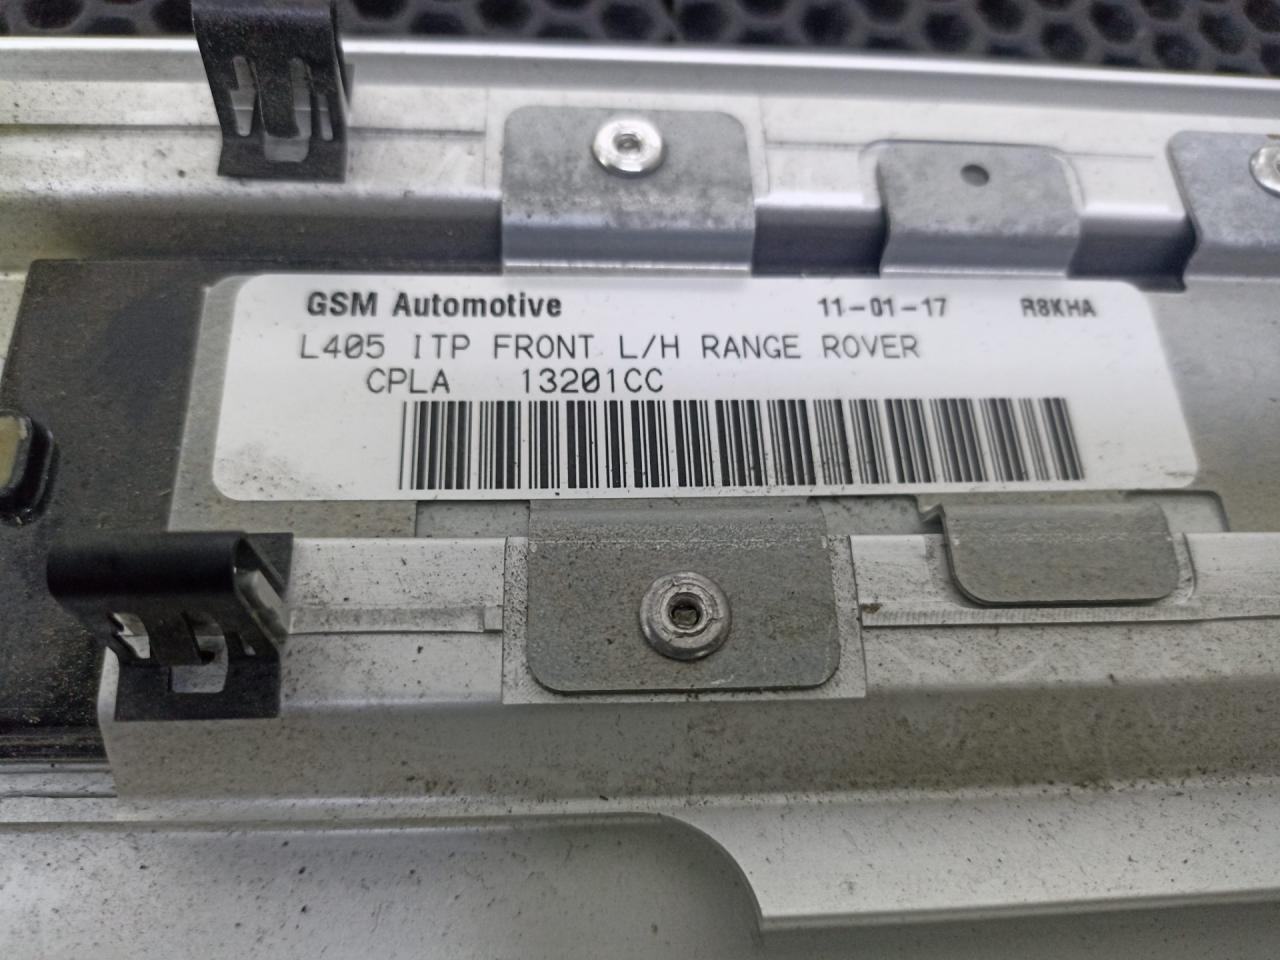 GSM Automotive 11-01-17 R8KHA
L405 ITP FRONT L/H RANGE ROVER
CPLA 13201CC